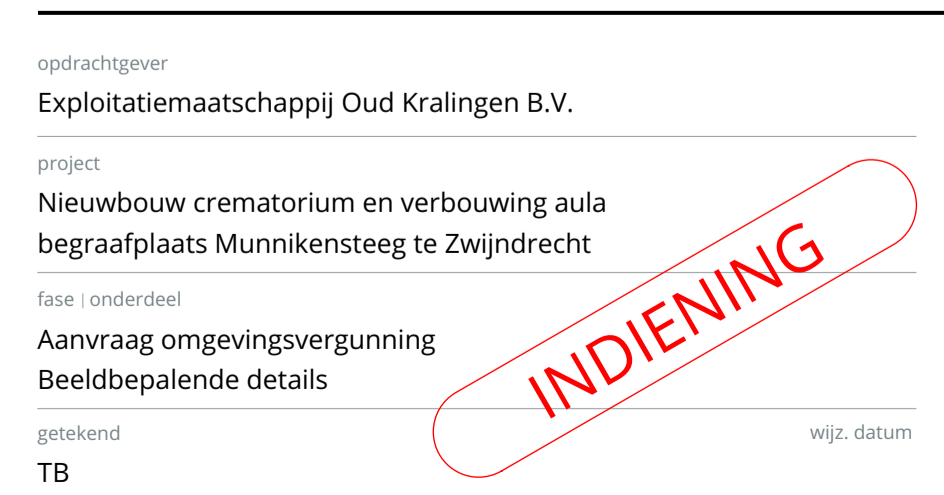 opdrachtgever
Exploitatiemaatschappij Oud Kralingen B.V.
project
Nieuwbouw crematorium en verbouwing aula
begraafplaats Munnikensteeg te Zwijndrecht
fase | onderdeel
Aanvraag omgevingsvergunning
Beeldbepalende details
INDIENING
getekend
wijz. datum
TB